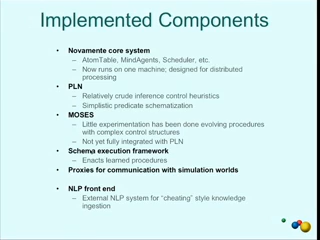 Implemented Components
• Novamente core system
– AtomTable, MindAgents, Scheduler, etc.
– Now runs on one machine; designed for distributed
processing
• PLN
– Relatively crude inference control heuristics
– Simplistic predicate schematization
• MOSES
– Little experimentation has been done evolving procedures
with complex control structures
– Not yet fully integrated with PLN
• Schema execution framework
– Enacts learned procedures
• Proxies for communication with simulation worlds
• NLP front end
– External NLP system for "cheating" style knowledge
ingestion